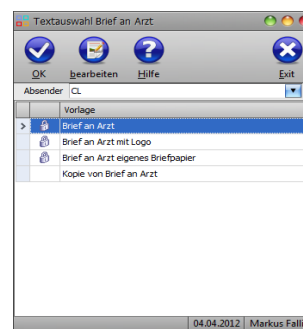 Textauswahl Brief an Arzt
OK bearbeiten Hilfe Exit
Absender CL
Vorlage
Brief an Arzt
Brief an Arzt mit Logo
Brief an Arzt eigenes Briefpapier
Kopie von Brief an Arzt
04.04.2012 Markus